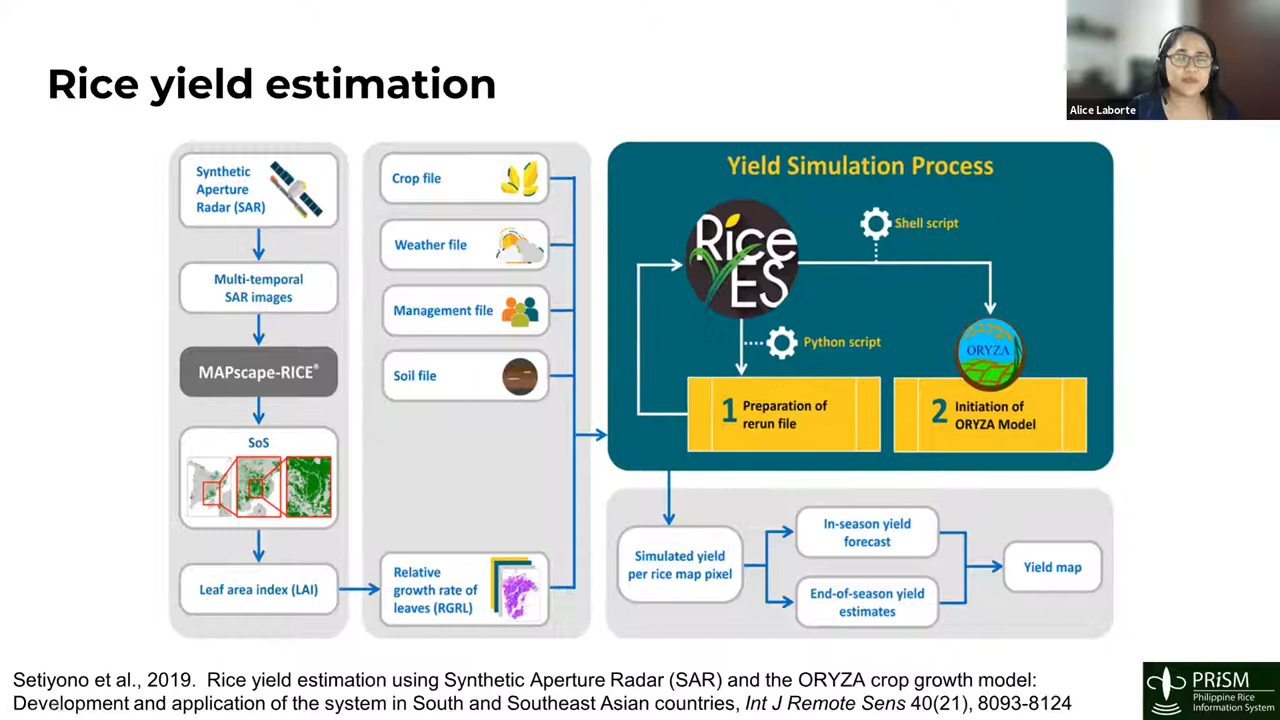 Rice yield estimation
Alice Laborte
Synthetic
Aperture
Radar (SAR)
Multi-temporal
SAR images
MAPscape-RICE®
SoS
Leaf area index (LAI)
Crop file
Weather file
Management file
Soil file
Relative
growth rate of
leaves (RGRL)
Yield Simulation Process
Rice
YES
Shell script
Python script
ORYZA
1 Preparation of
rerun file
2 Initiation of
ORYZA Model
Simulated yield
per rice map pixel
In-season yield
forecast
End-of-season yield
estimates
Yield map
Setiyono et al., 2019. Rice yield estimation using Synthetic Aperture Radar (SAR) and the ORYZA crop growth model:
Development and application of the system in South and Southeast Asian countries, Int J Remote Sens 40(21), 8093-8124
PRiSM
Philippine Rice
Information System